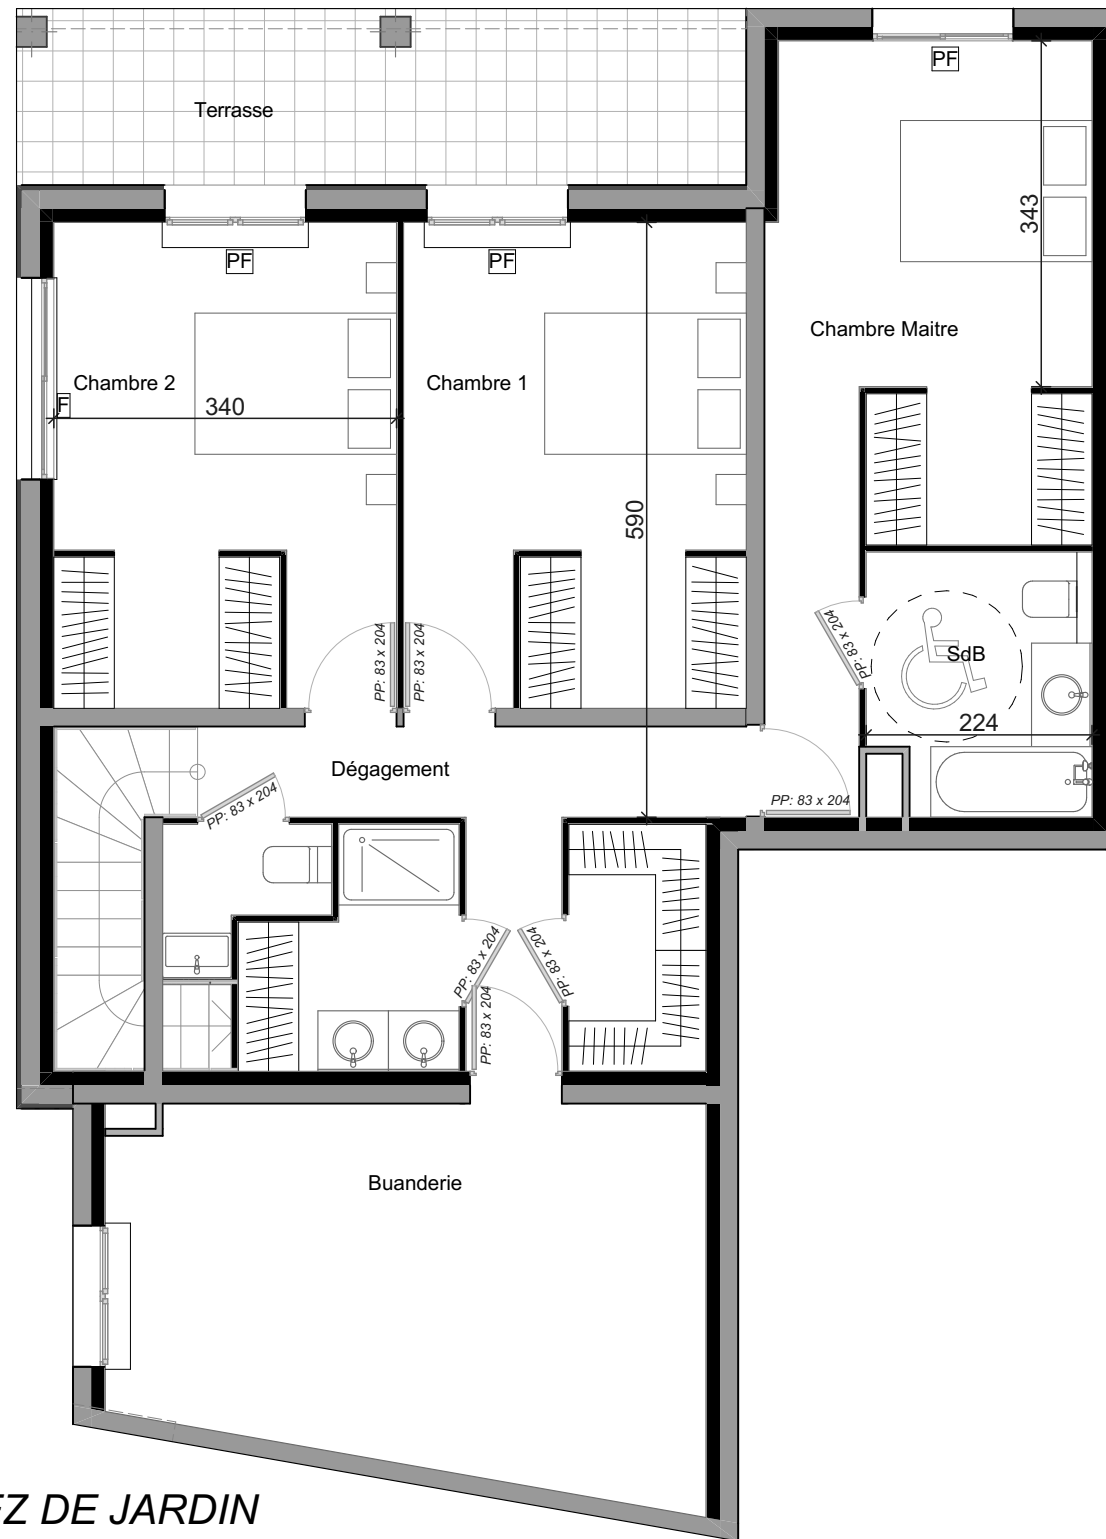 Terrasse
PF
PF
PF
343
Chambre Maitre
Chambre 2
Chambre 1
F
340
590
PP: 83 x 204
PP: 83 x 204
PP: 83 x 204
SdB
224
Dégagement
PP: 83 x 204
PP: 83 x 204
PP: 83 x 204
PP: 83 x 204
PP: 83 x 204
Buanderie
EZ DE JARDIN